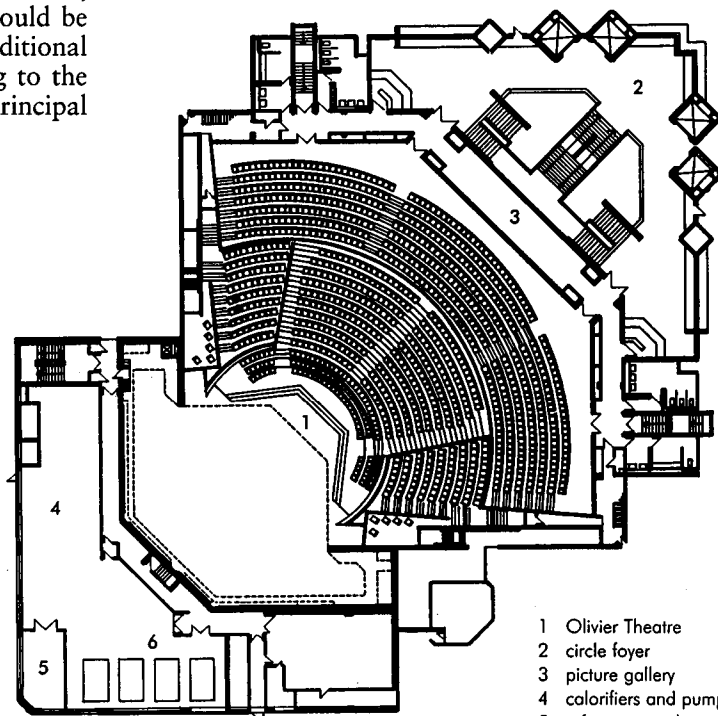 ould be
ditional
g to the
rincipal
2
3
1
4
5
6
1 Olivier Theatre
2 circle foyer
3 picture gallery
4 calorifiers and pump